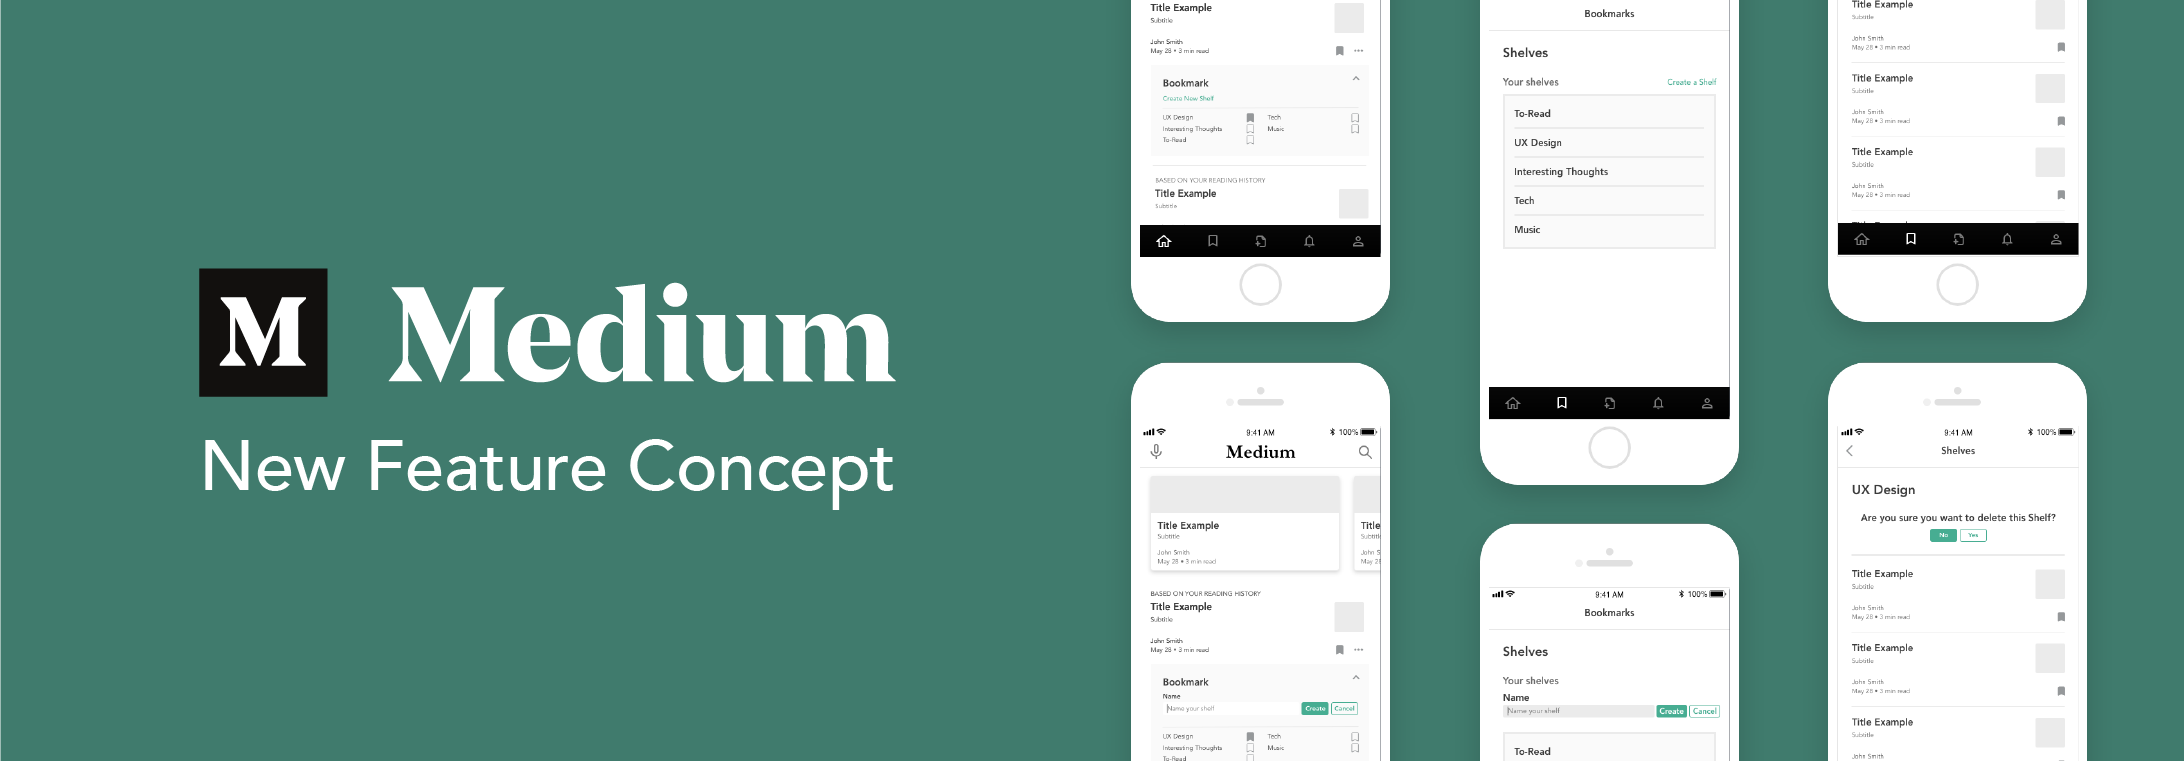 M Medium
New Feature Concept
Title Example
Subtitle
John Smith
May 28 • 3 min read
Bookmark
Create New Shelf
UX Design Tech
Interesting Thoughts Music
To-Read
BASED ON YOUR READING HISTORY
Title Example
Subtitle
9:41 AM 100%
Medium
Title Example
Subtitle
John Smith
May 28 • 3 min read
Title
Subtitl
John S
May 28
BASED ON YOUR READING HISTORY
Title Example
Subtitle
John Smith
May 28 • 3 min read
Bookmark
Name
Name your shelf Create Cancel
UX Design Tech
Interesting Thoughts Music
To-Read
Bookmarks
Shelves
Your shelves Create a Shelf
To-Read
UX Design
Interesting Thoughts
Tech
Music
9:41 AM 100%
Bookmarks
Shelves
Your shelves
Name
Name your shelf Create Cancel
To-Read
Title Example
Subtitle
John Smith
May 28 • 3 min read
Title Example
Subtitle
John Smith
May 28 • 3 min read
Title Example
Subtitle
John Smith
May 28 • 3 min read
Title Example
9:41 AM 100%
Shelves
UX Design
Are you sure you want to delete this Shelf?
No Yes
Title Example
Subtitle
John Smith
May 28 • 3 min read
Title Example
Subtitle
John Smith
May 28 • 3 min read
Title Example
Subtitle
John Smith